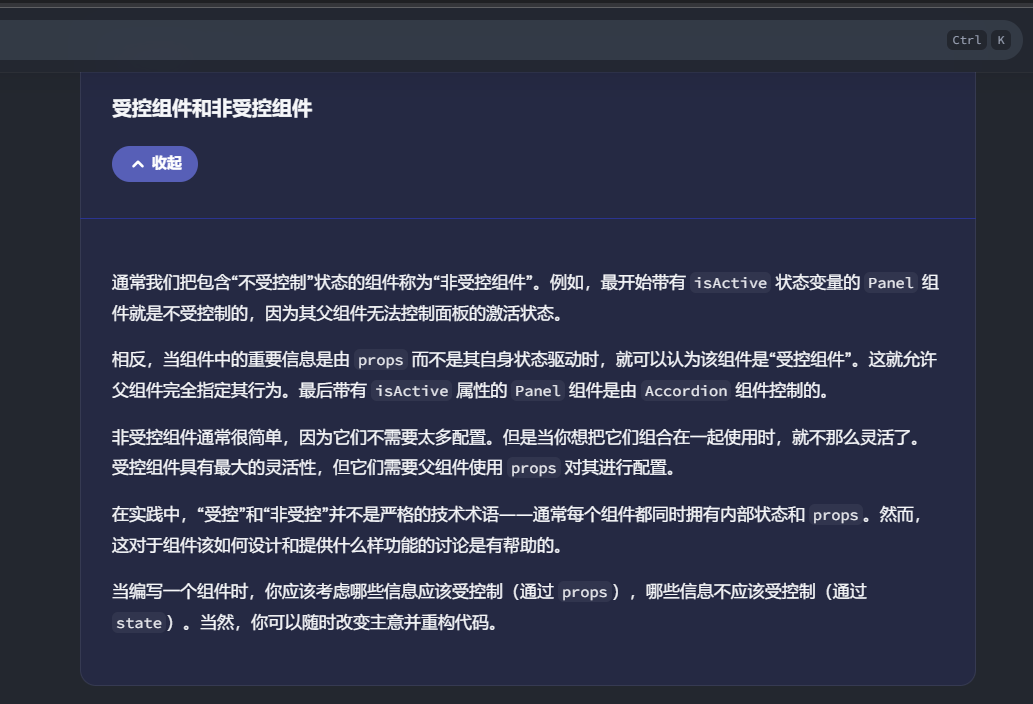 Ctrl K
受控组件和非受控组件
收起
通常我们把包含“不受控制”状态的组件称为“非受控组件”。例如，最开始带有 isActive 状态变量的 Panel 组
件就是不受控制的，因为其父组件无法控制面板的激活状态。
相反，当组件中的重要信息是由 props 而不是其自身状态驱动时，就可以认为该组件是“受控组件”。这就允许
父组件完全指定其行为。最后带有 isActive 属性的 Panel 组件是由 Accordion 组件控制的。
非受控组件通常很简单，因为它们不需要太多配置。但是当你想把它们组合在一起使用时，就不那么灵活了。
受控组件具有最大的灵活性，但它们需要父组件使用 props 对其进行配置。
在实践中，“受控”和“非受控”并不是严格的技术术语——通常每个组件都同时拥有内部状态和 props。然而，
这对于组件该如何设计和提供什么样功能的讨论是有帮助的。
当编写一个组件时，你应该考虑哪些信息应该受控制（通过 props），哪些信息不应该受控制（通过
state）。当然，你可以随时改变主意并重构代码。